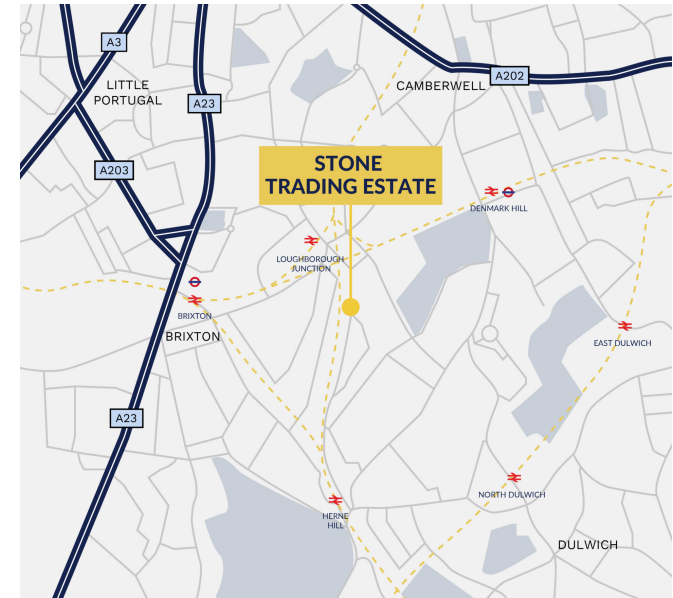 A3
A202
LITTLE
PORTUGAL
CAMBERWELL
A23
STONE
TRADING ESTATE
A203
DENMARK HILL
LOUGHBOROUGH
JUNCTION
BRIXTON
BRIXTON
EAST DULWICH
A23
NORTH DULWICH
HERNE
HILL
DULWICH